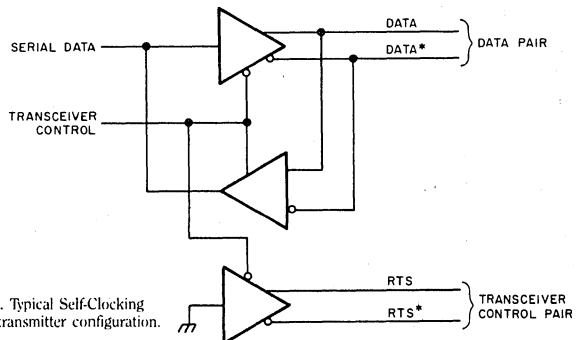 DATA
SERIAL DATA
DATA*
DATA PAIR
TRANSCEIVER
CONTROL
RTS
RTS*
TRANSCEIVER
CONTROL PAIR
. Typical Self-Clocking
transmitter configuration.